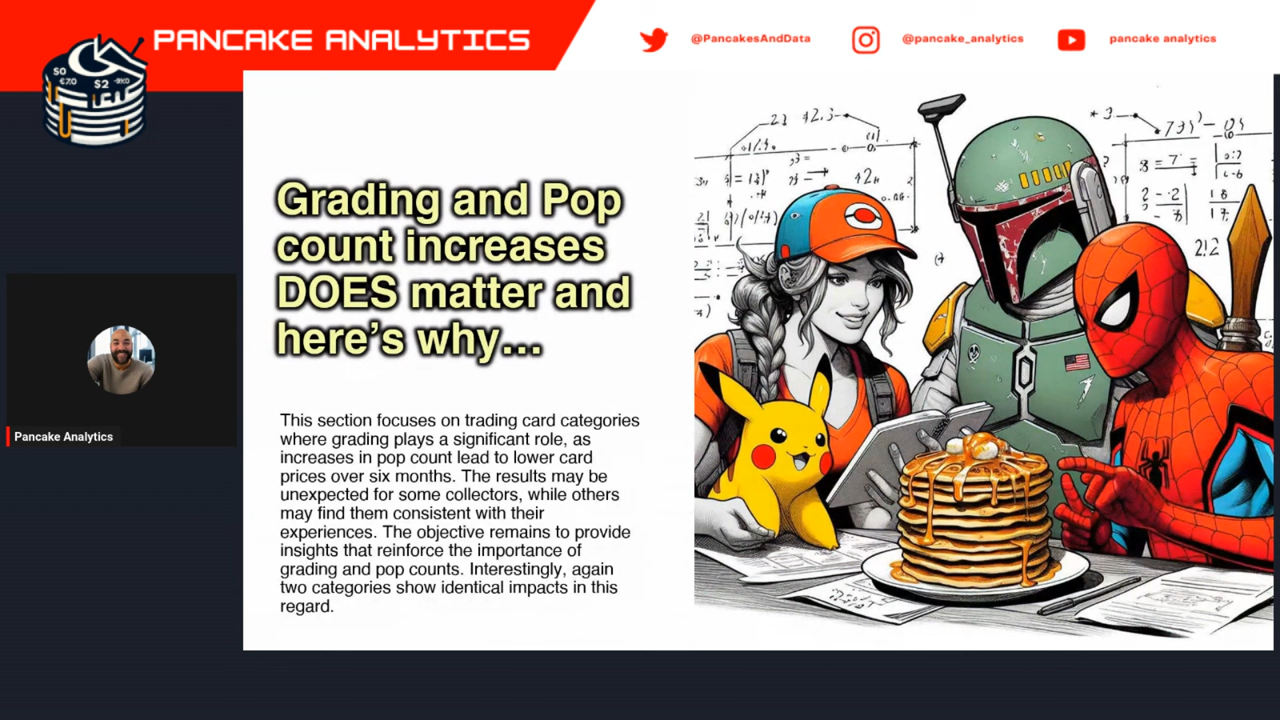 PANCAKE ANALYTICS
@PancakesAndData
@pancake_analytics
pancake analytics
$0
$2
Grading and Pop
count increases
DOES matter and
here's why...
This section focuses on trading card categories
where grading plays a significant role, as
increases in pop count lead to lower card
prices over six months. The results may be
unexpected for some collectors, while others
may find them consistent with their
experiences. The objective remains to provide
insights that reinforce the importance of
grading and pop counts. Interestingly, again
two categories show identical impacts in this
regard.
Pancake Analytics